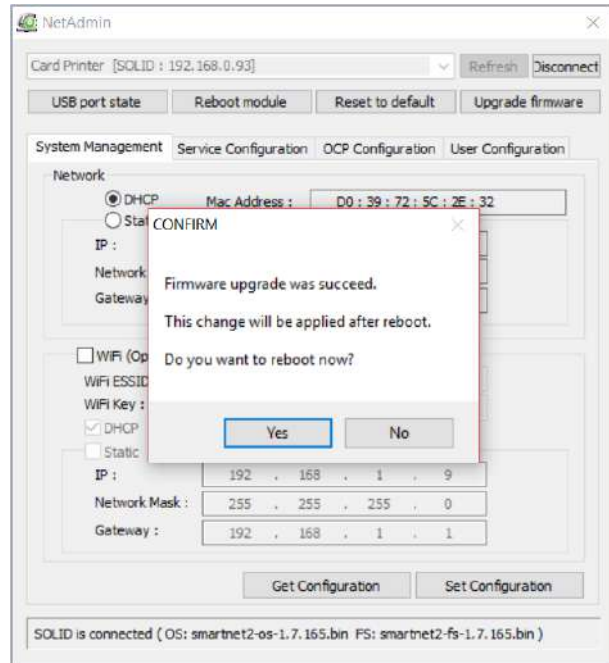 NetAdmin
Card Printer [SOLID : 192.168.0.93]
Refresh
Disconnect
USB port state
Reboot module
Reset to default
Upgrade firmware
System Management
Service Configuration
OCP Configuration
User Configuration
Network
DHCP
Mac Address :
D0 : 39 : 72 : 5C : 2E : 32
Stat
CONFIRM
IP :
Network
Gateway
Firmware upgrade was succeed.
This change will be applied after reboot.
Do you want to reboot now?
Yes
No
WiFi (Op
WiFi ESSID
WiFi Key :
DHCP
Static
IP :
192 . 168 . 1 . 9
Network Mask :
255 . 255 . 255 . 0
Gateway :
192 . 168 . 1 . 1
Get Configuration
Set Configuration
SOLID is connected ( OS: smartnet2-os-1.7.165.bin FS: smartnet2-fs-1.7.165.bin )